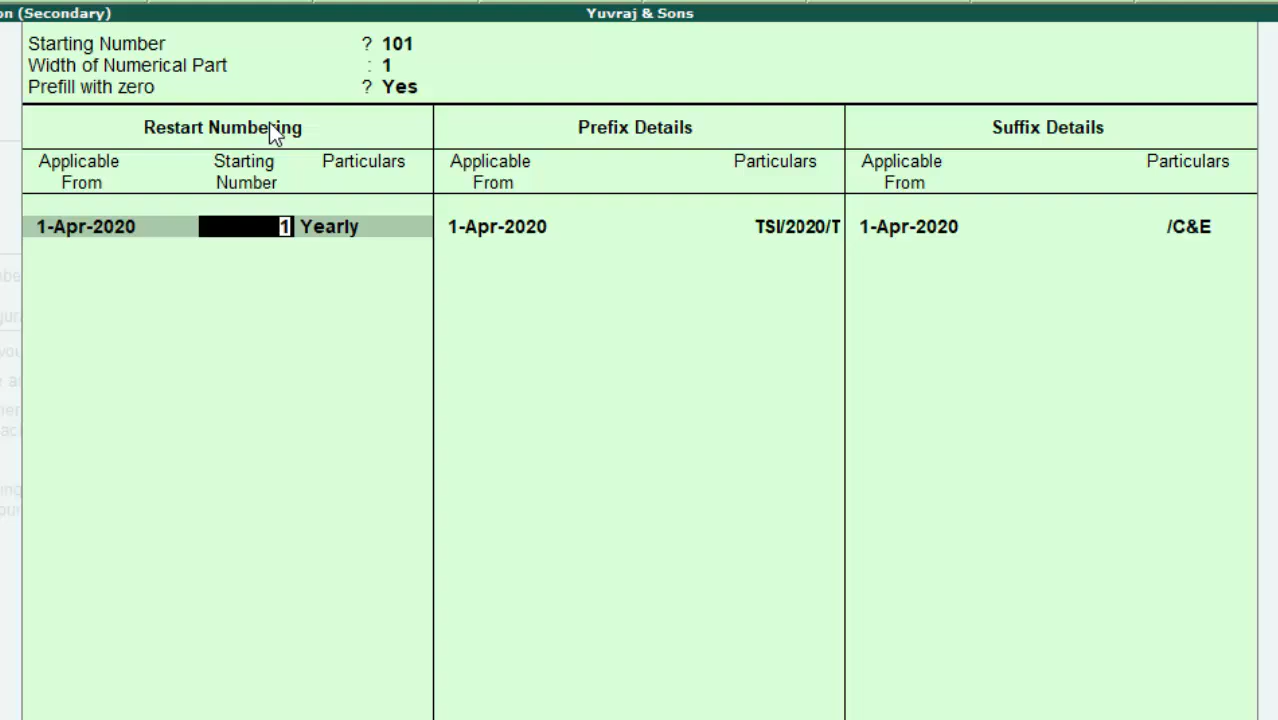 on (Secondary)
Yuvraj & Sons
Starting Number ? 101
Width of Numerical Part : 1
Prefill with zero ? Yes
Restart Numbering
Prefix Details
Suffix Details
Applicable From
Starting Number
Particulars
Applicable From
Particulars
Applicable From
Particulars
1-Apr-2020 1 Yearly
1-Apr-2020 TSI/2020/T
1-Apr-2020 /C&E